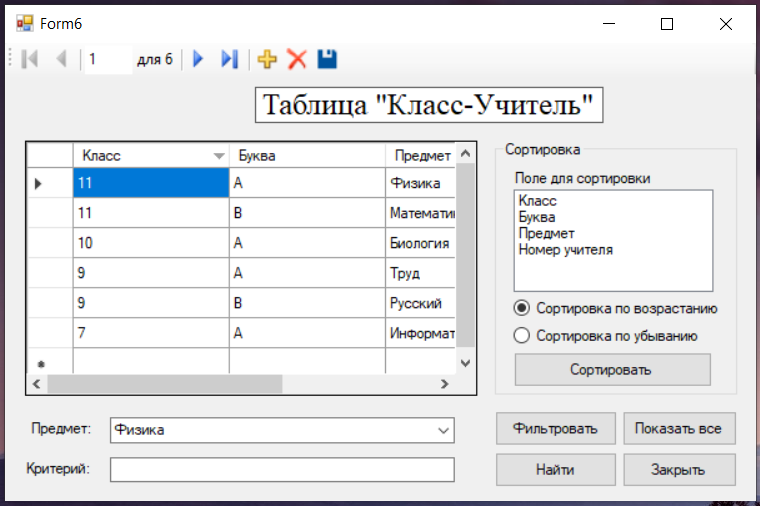 Form6
1 для 6
Таблица "Класс-Учитель"
Класс Буква Предмет
11 A Физика
11 B Математи
10 A Биология
9 A Труд
9 B Русский
7 A Информат
Сортировка
Поле для сортировки
Класс
Буква
Предмет
Номер учителя
Сортировка по возрастанию
Сортировка по убыванию
Сортировать
Предмет: Физика
Критерий:
Фильтровать Показать все
Найти Закрыть